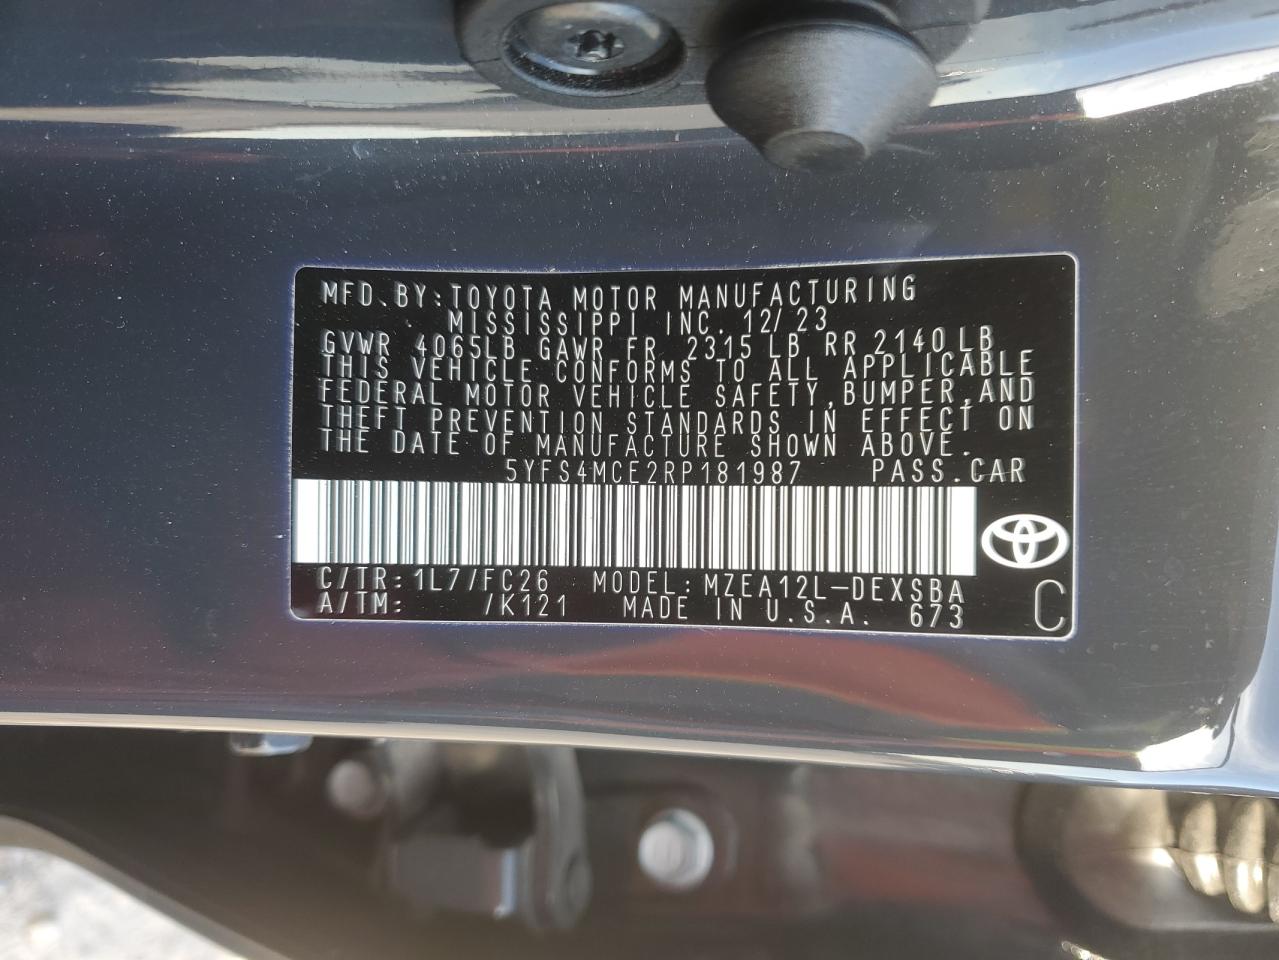 MFD. BY: TOYOTA MOTOR MANUFACTURING
MISSISSIPPI INC. 12/23
GVWR 4065LB GAWR FR 2315 LB RR 2140 LB
THIS VEHICLE CONFORMS TO ALL APPLICABLE
FEDERAL MOTOR VEHICLE SAFETY, BUMPER, AND
THEFT PREVENTION STANDARDS IN EFFECT ON
THE DATE OF MANUFACTURE SHOWN ABOVE.
5YFS4MCE2RP181987 PASS.CAR
C/TR: 1L7/FC26 MODEL: MZEA12L-DEXSBA
A/TM: /K121 MADE IN U.S.A. 673 C